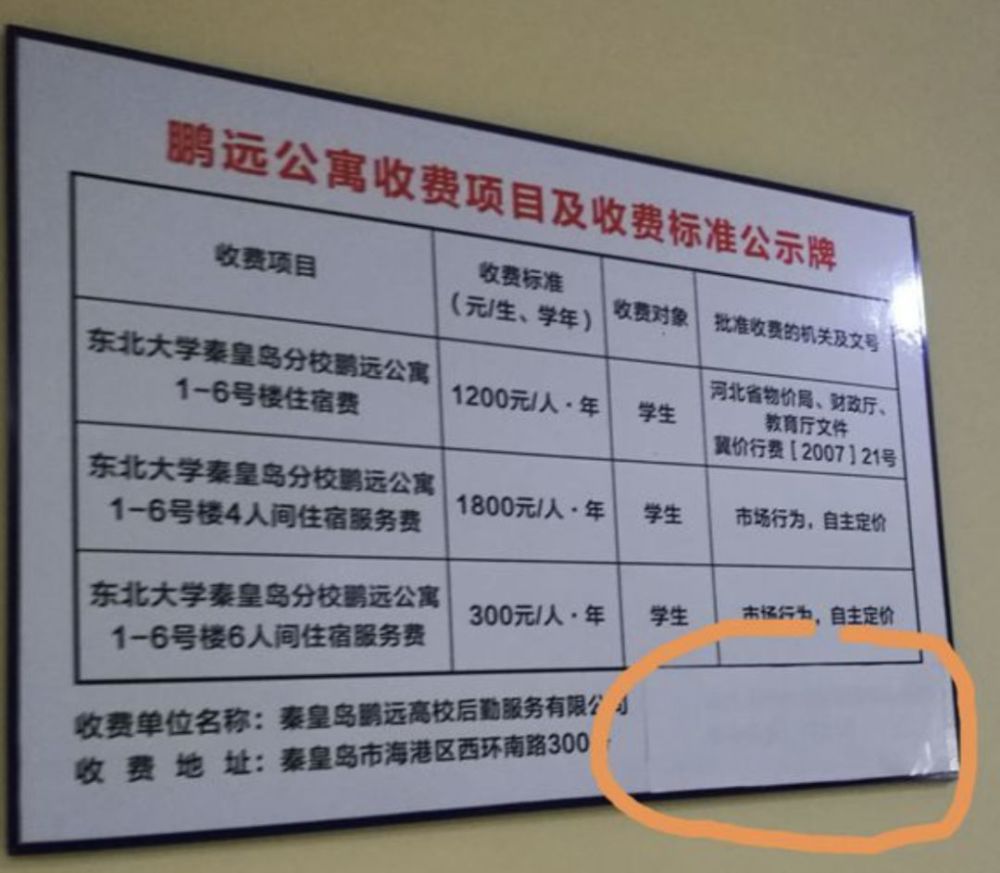 鹏远公寓收费项目及收费标准公示牌
收费项目
收费标准
（元/生、学年）
收费对象
批准收费的机关及文号
东北大学秦皇岛分校鹏远公寓
1-6号楼住宿费
1200元/人·年
学生
河北省物价局、财政厅、
教育厅文件
冀价行费［2007］21号
东北大学秦皇岛分校鹏远公寓
1-6号楼4人间住宿服务费
1800元/人·年
学生
市场行为，自主定价
东北大学秦皇岛分校鹏远公寓
1-6号楼6人间住宿服务费
300元/人·年
学生
市场行为，自主定价
收费单位名称：秦皇岛鹏远高校后勤服务有限公司
收费地址：秦皇岛市海港区西环南路300